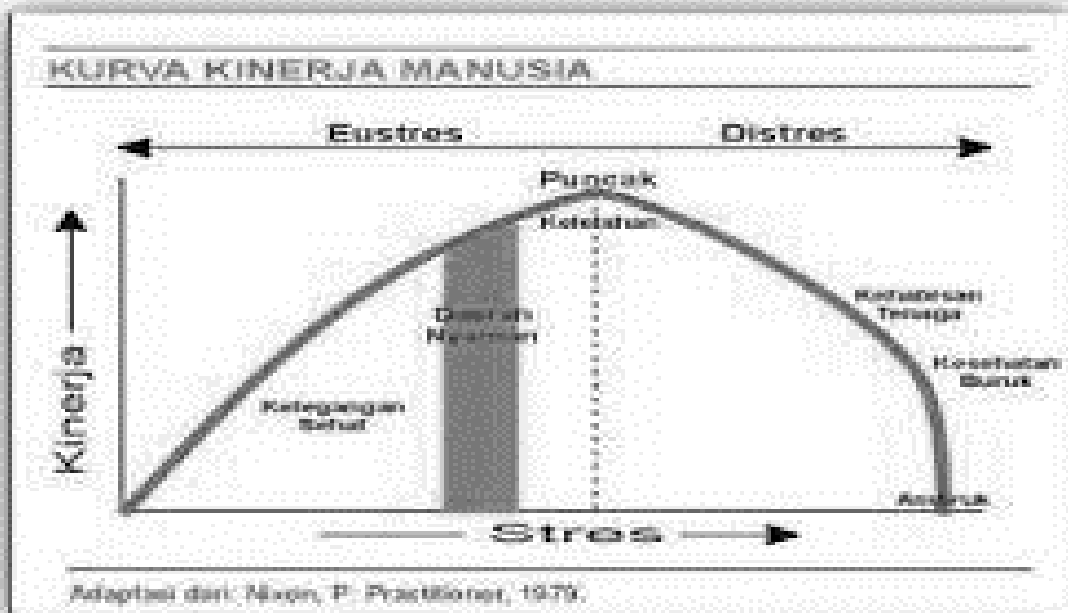 KURVA KINERJA MANUSIA
Eustres Distres
Puncak
Kelelahan
Kehabisan
Tenaga
Daerah
Nyaman
Kesehatan
Buruk
Ketegangan
Sehat
Kinerja
Ambruk
Stres
Adaptasi dari: Nixon, P. Practitioner, 1979.